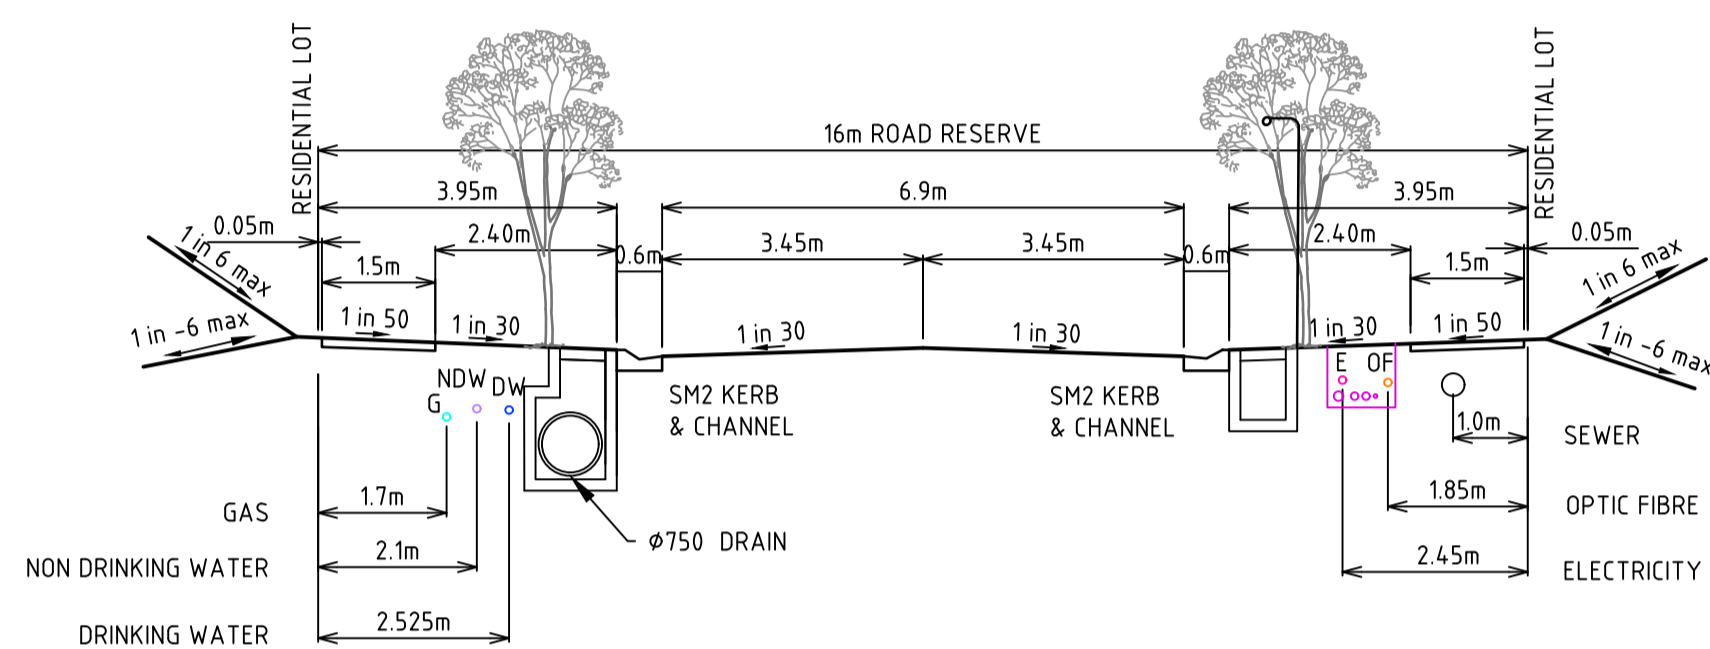 RESIDENTIAL LOT
RESIDENTIAL LOT
16m ROAD RESERVE
3.95m
6.9m
3.95m
0.05m
2.40m
3.45m
3.45m
2.40m
0.05m
0.6m
0.6m
1.5m
1.5m
1 in 6 max
1 in 6 max
1 in -6 max
1 in 50
1 in 30
1 in 30
1 in 30
1 in 30
1 in 50
1 in -6 max
G
NDW
DW
E
OF
SM2 KERB
& CHANNEL
SM2 KERB
& CHANNEL
1.0m
SEWER
1.7m
GAS
1.85m
OPTIC FIBRE
Ø750 DRAIN
2.1m
NON DRINKING WATER
2.45m
ELECTRICITY
2.525m
DRINKING WATER